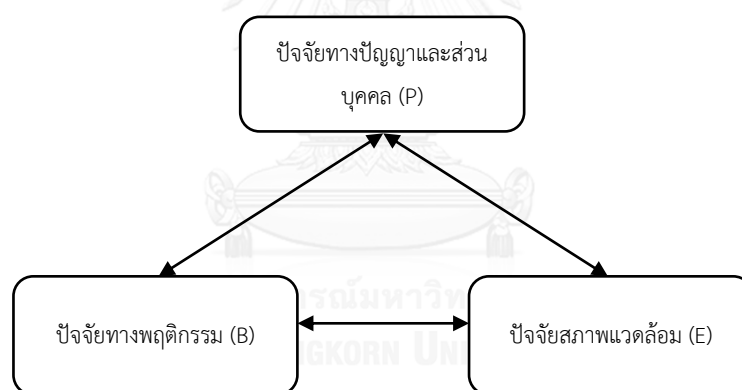 ปัจจัยทางปัญญาและส่วน
บุคคล (P)
ปัจจัยทางพฤติกรรม (B)
ปัจจัยสภาพแวดล้อม (E)